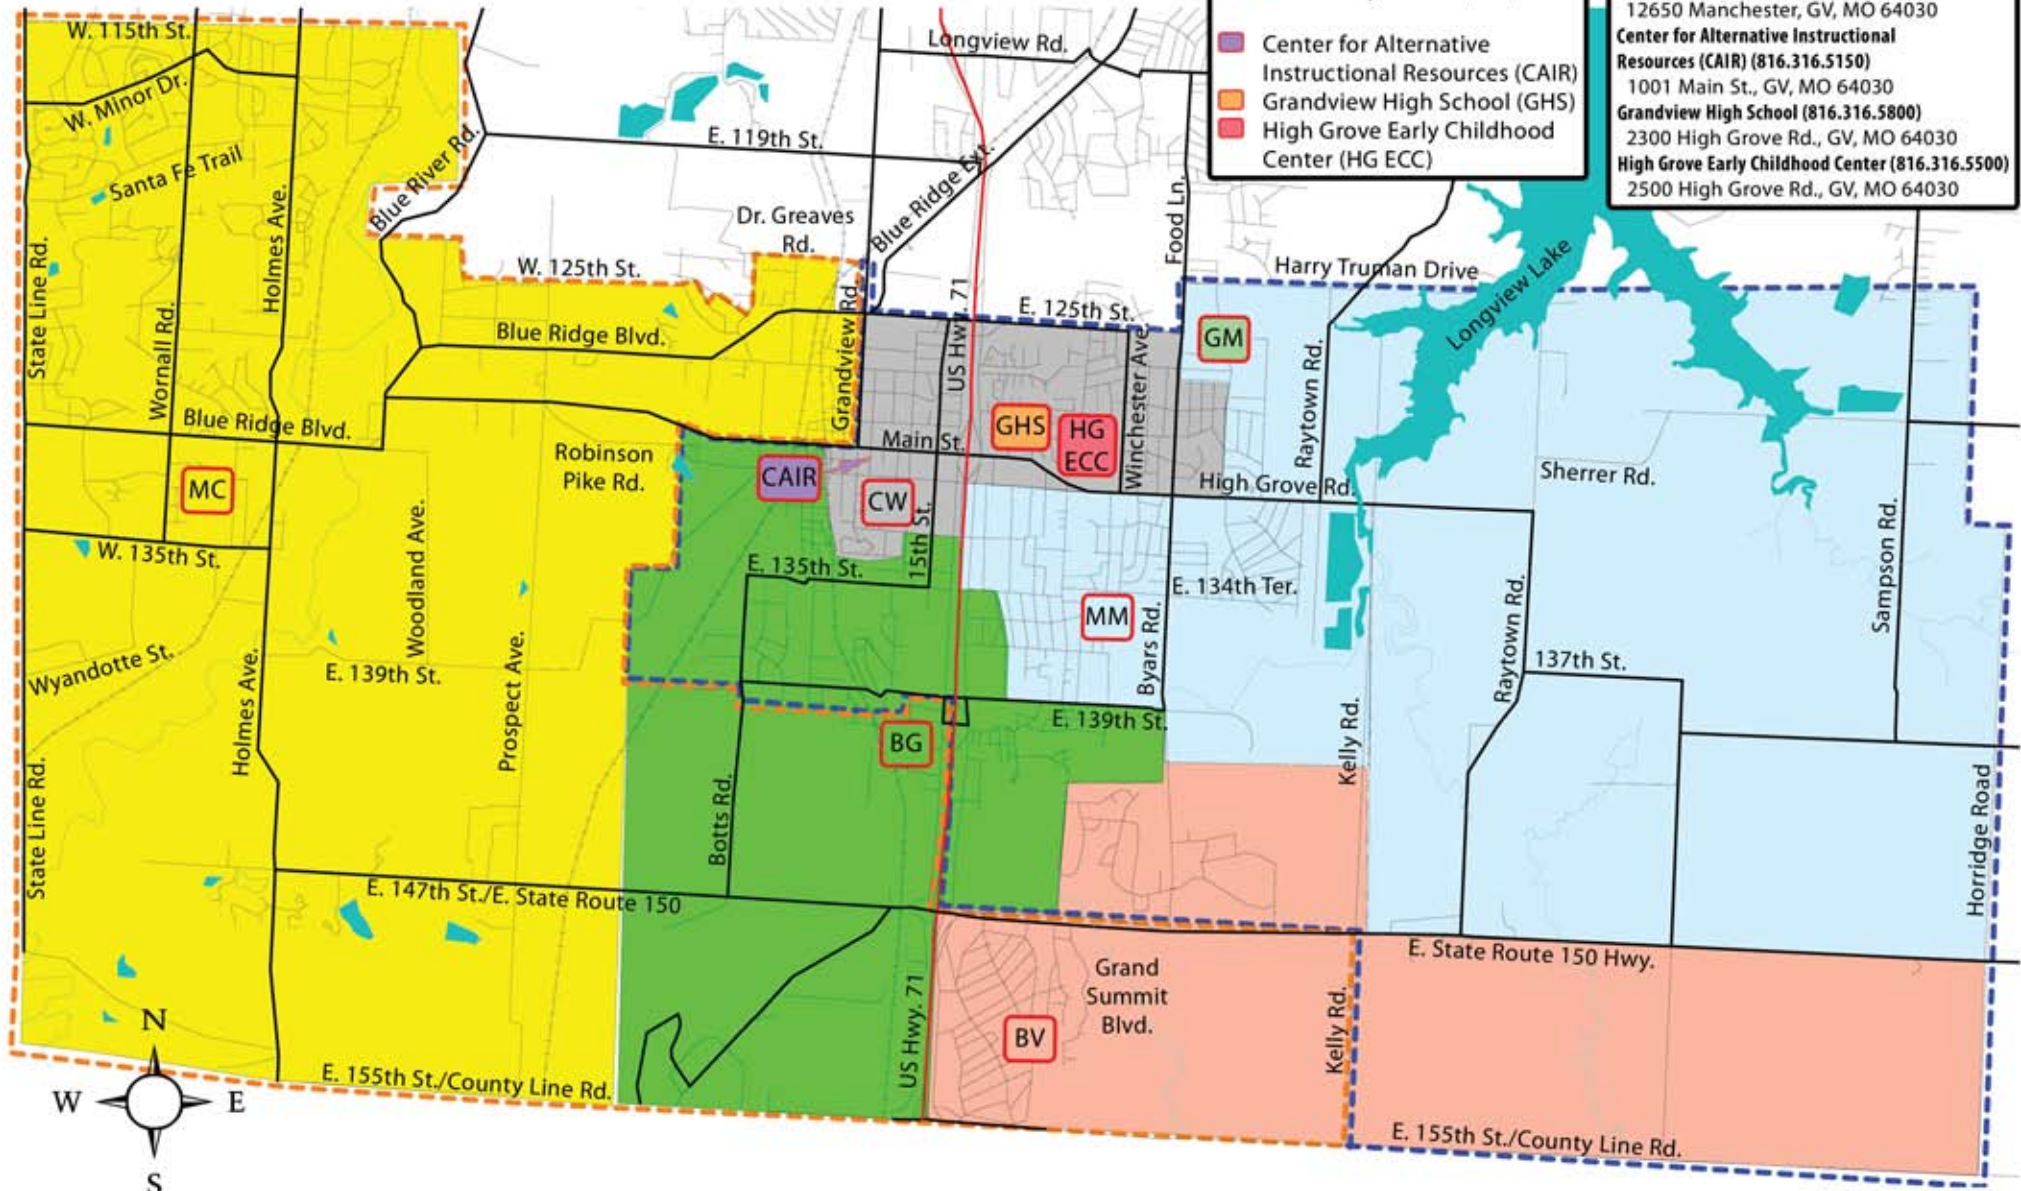 W. 115th St.
W. Minor Dr.
Santa Fe Trail
State Line Rd.
Wornall Rd.
Holmes Ave.
Blue River Rd.
Longview Rd.
E. 119th St.
Blue Ridge Ext.
Dr. Greaves
Rd.
W. 125th St.
Food Ln.
Center for Alternative
Instructional Resources (CAIR)
Grandview High School (GHS)
High Grove Early Childhood
Center (HG ECC)
12650 Manchester, GV, MO 64030
Center for Alternative Instructional
Resources (CAIR) (816.316.5150)
1001 Main St., GV, MO 64030
Grandview High School (816.316.5800)
2300 High Grove Rd., GV, MO 64030
High Grove Early Childhood Center (816.316.5500)
2500 High Grove Rd., GV, MO 64030
Harry Truman Drive
Longview Lake
E. 125th St.
US Hwy. 71
Grandview Rd.
Blue Ridge Blvd.
GM
Winchester Ave.
Raytown Rd.
Blue Ridge Blvd.
Robinson
Pike Rd.
Main St.
GHS
HG
ECC
MC
CAIR
CW
High Grove Rd.
Sherrer Rd.
Sampson Rd.
W. 135th St.
Woodland Ave.
E. 135th St.
15th St.
E. 134th Ter.
MM
Byars Rd.
Raytown Rd.
Wyandotte St.
Holmes Ave.
E. 139th St.
Prospect Ave.
137th St.
E. 139th St.
BG
Kelly Rd.
Botts Rd.
State Line Rd.
Horridge Road
E. 147th St./E. State Route 150
E. State Route 150 Hwy.
Grand
Summit
Blvd.
US Hwy. 71
BV
Kelly Rd.
N
W
E
S
E. 155th St./County Line Rd.
E. 155th St./County Line Rd.